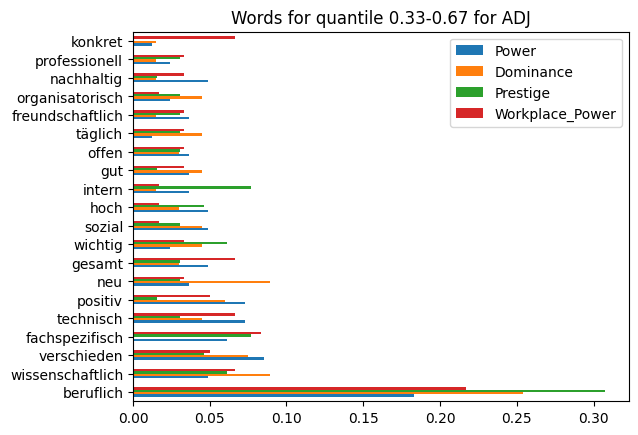 Words for quantile 0.33-0.67 for ADJ
konkret
professionell
nachhaltig
organisatorisch
freundschaftlich
täglich
offen
gut
intern
hoch
sozial
wichtig
gesamt
neu
positiv
technisch
fachspezifisch
verschieden
wissenschaftlich
beruflich
Power
Dominance
Prestige
Workplace_Power
0.00 0.05 0.10 0.15 0.20 0.25 0.30